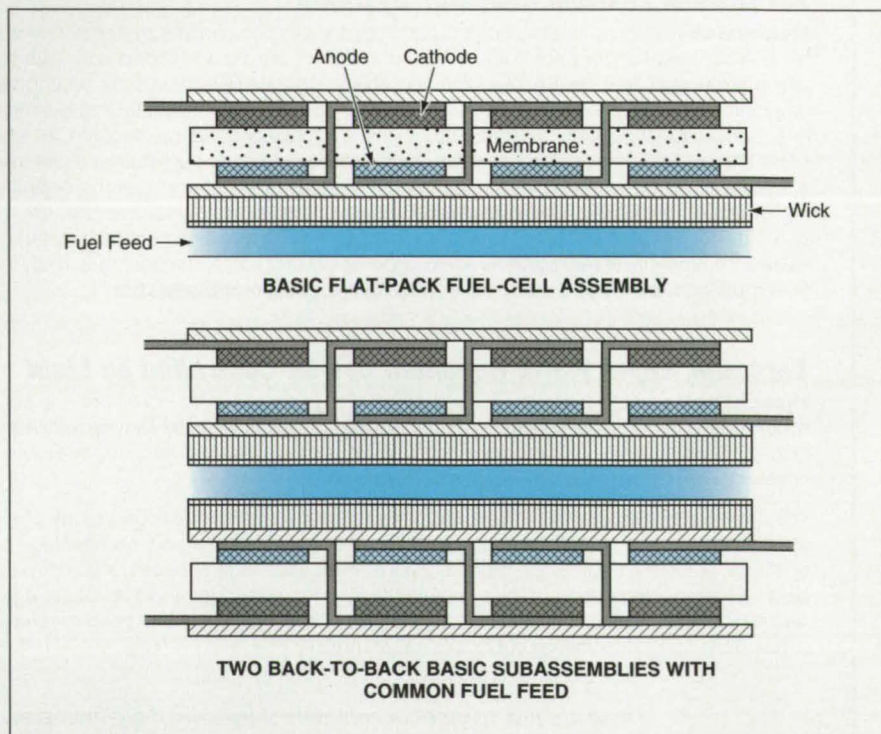 Anode Cathode
Membrane
Wick
Fuel Feed
BASIC FLAT-PACK FUEL-CELL ASSEMBLY
TWO BACK-TO-BACK BASIC SUBASSEMBLIES WITH
COMMON FUEL FEED